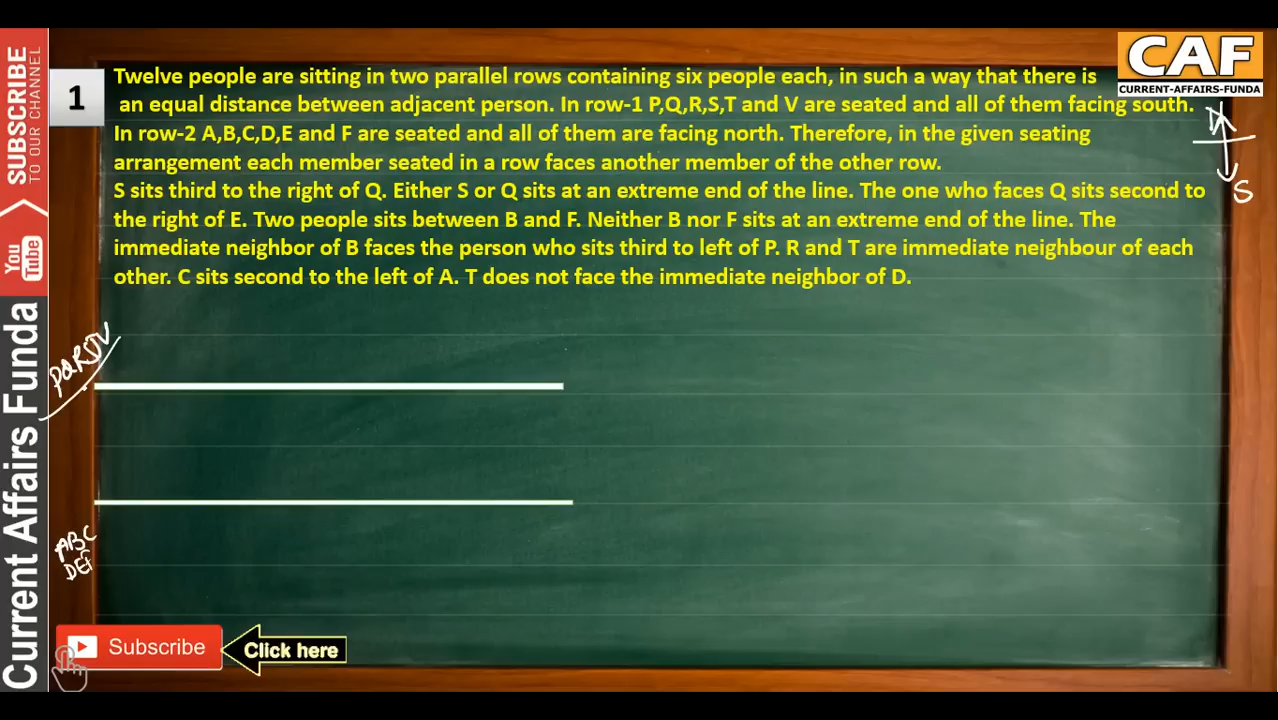 CAF
CURRENT-AFFAIRS-FUNDA
SUBSCRIBE
TO OUR CHANNEL
You
Tube
Current Affairs Funda
1
Twelve people are sitting in two parallel rows containing six people each, in such a way that there is
an equal distance between adjacent person. In row-1 P,Q,R,S,T and V are seated and all of them facing south.
In row-2 A,B,C,D,E and F are seated and all of them are facing north. Therefore, in the given seating
arrangement each member seated in a row faces another member of the other row.
S sits third to the right of Q. Either S or Q sits at an extreme end of the line. The one who faces Q sits second to
the right of E. Two people sits between B and F. Neither B nor F sits at an extreme end of the line. The
immediate neighbor of B faces the person who sits third to left of P. R and T are immediate neighbour of each
other. C sits second to the left of A. T does not face the immediate neighbor of D.
N
S
PQRSTV
ABC
DEF
Subscribe
Click here